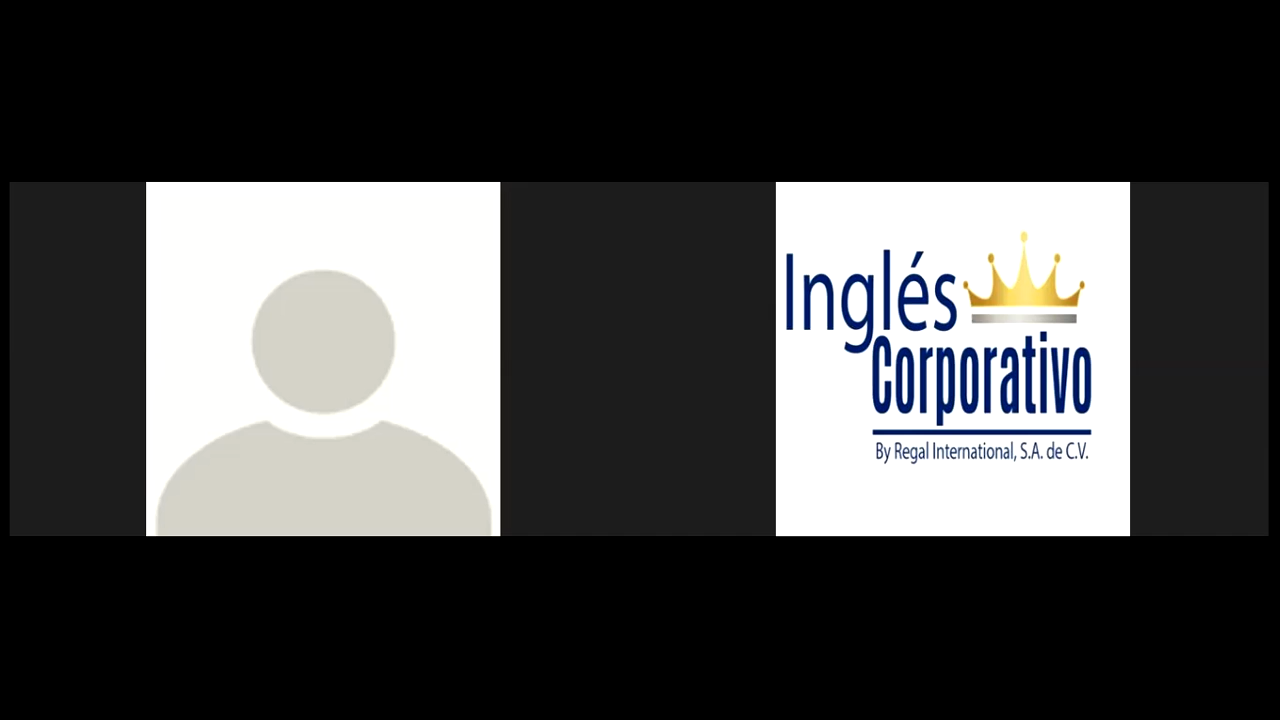 Inglés
Corporativo
By Regal International, S.A. de C.V.